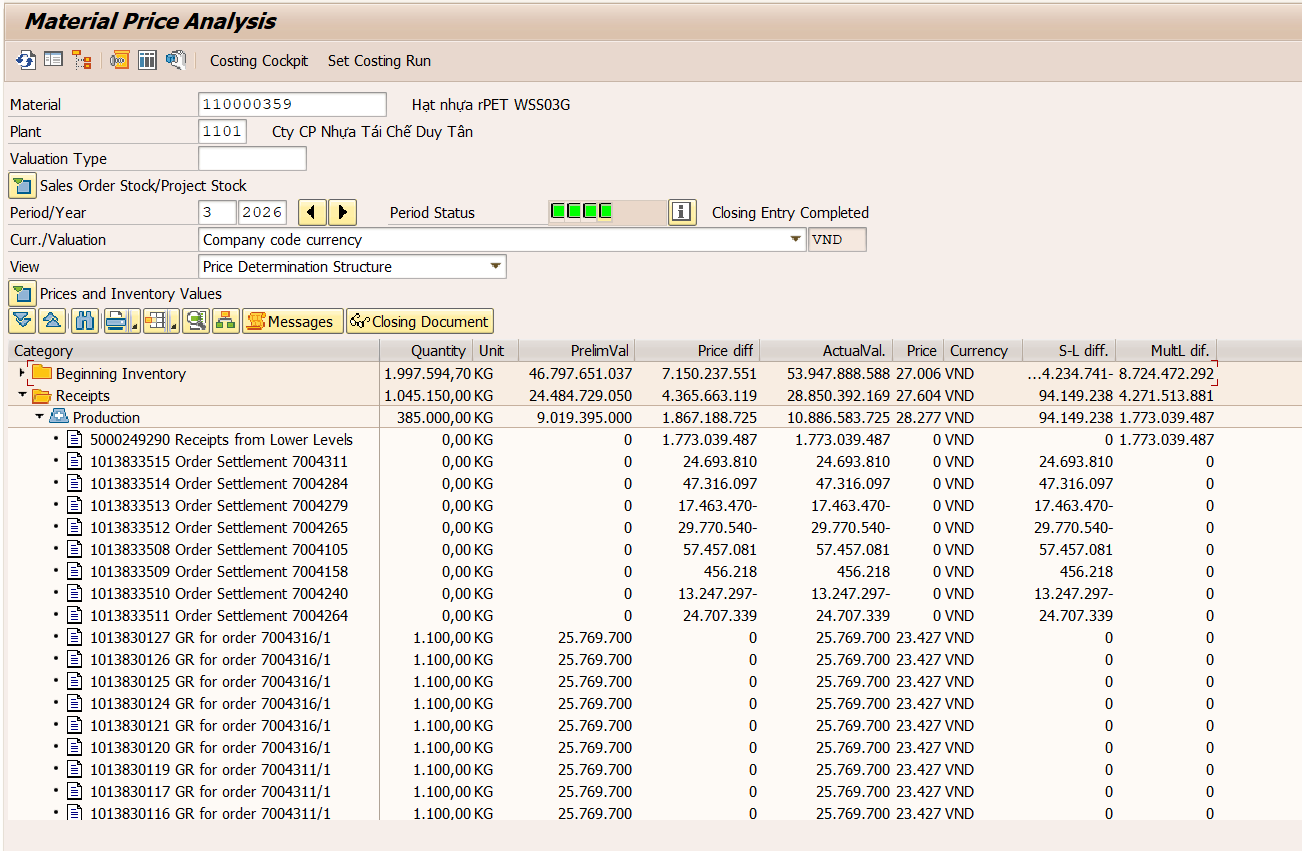 Material Price Analysis
Costing Cockpit Set Costing Run
Material 110000359 Hạt nhựa rPET WSS03G
Plant 1101 Cty CP Nhựa Tái Chế Duy Tân
Valuation Type
Sales Order Stock/Project Stock
Period/Year 3 2026 Period Status Closing Entry Completed
Curr./Valuation Company code currency VND
View Price Determination Structure
Prices and Inventory Values
Messages Closing Document
Category Quantity Unit PrelimVal Price diff ActualVal. Price Currency S-L diff. MultL dif.
Beginning Inventory 1.997.594,70 KG 46.797.651.037 7.150.237.551 53.947.888.588 27.006 VND ...4.234.741- 8.724.472.292
Receipts 1.045.150,00 KG 24.484.729.050 4.365.663.119 28.850.392.169 27.604 VND 94.149.238 4.271.513.881
Production 385.000,00 KG 9.019.395.000 1.867.188.725 10.886.583.725 28.277 VND 94.149.238 1.773.039.487
5000249290 Receipts from Lower Levels 0,00 KG 0 1.773.039.487 1.773.039.487 0 VND 0 1.773.039.487
1013833515 Order Settlement 7004311 0,00 KG 0 24.693.810 24.693.810 0 VND 24.693.810 0
1013833514 Order Settlement 7004284 0,00 KG 0 47.316.097 47.316.097 0 VND 47.316.097 0
1013833513 Order Settlement 7004279 0,00 KG 0 17.463.470- 17.463.470- 0 VND 17.463.470- 0
1013833512 Order Settlement 7004265 0,00 KG 0 29.770.540- 29.770.540- 0 VND 29.770.540- 0
1013833508 Order Settlement 7004105 0,00 KG 0 57.457.081 57.457.081 0 VND 57.457.081 0
1013833509 Order Settlement 7004158 0,00 KG 0 456.218 456.218 0 VND 456.218 0
1013833510 Order Settlement 7004240 0,00 KG 0 13.247.297- 13.247.297- 0 VND 13.247.297- 0
1013833511 Order Settlement 7004264 0,00 KG 0 24.707.339 24.707.339 0 VND 24.707.339 0
1013830127 GR for order 7004316/1 1.100,00 KG 25.769.700 0 25.769.700 23.427 VND 0 0
1013830126 GR for order 7004316/1 1.100,00 KG 25.769.700 0 25.769.700 23.427 VND 0 0
1013830125 GR for order 7004316/1 1.100,00 KG 25.769.700 0 25.769.700 23.427 VND 0 0
1013830124 GR for order 7004316/1 1.100,00 KG 25.769.700 0 25.769.700 23.427 VND 0 0
1013830121 GR for order 7004316/1 1.100,00 KG 25.769.700 0 25.769.700 23.427 VND 0 0
1013830120 GR for order 7004316/1 1.100,00 KG 25.769.700 0 25.769.700 23.427 VND 0 0
1013830119 GR for order 7004311/1 1.100,00 KG 25.769.700 0 25.769.700 23.427 VND 0 0
1013830117 GR for order 7004311/1 1.100,00 KG 25.769.700 0 25.769.700 23.427 VND 0 0
1013830116 GR for order 7004311/1 1.100,00 KG 25.769.700 0 25.769.700 23.427 VND 0 0